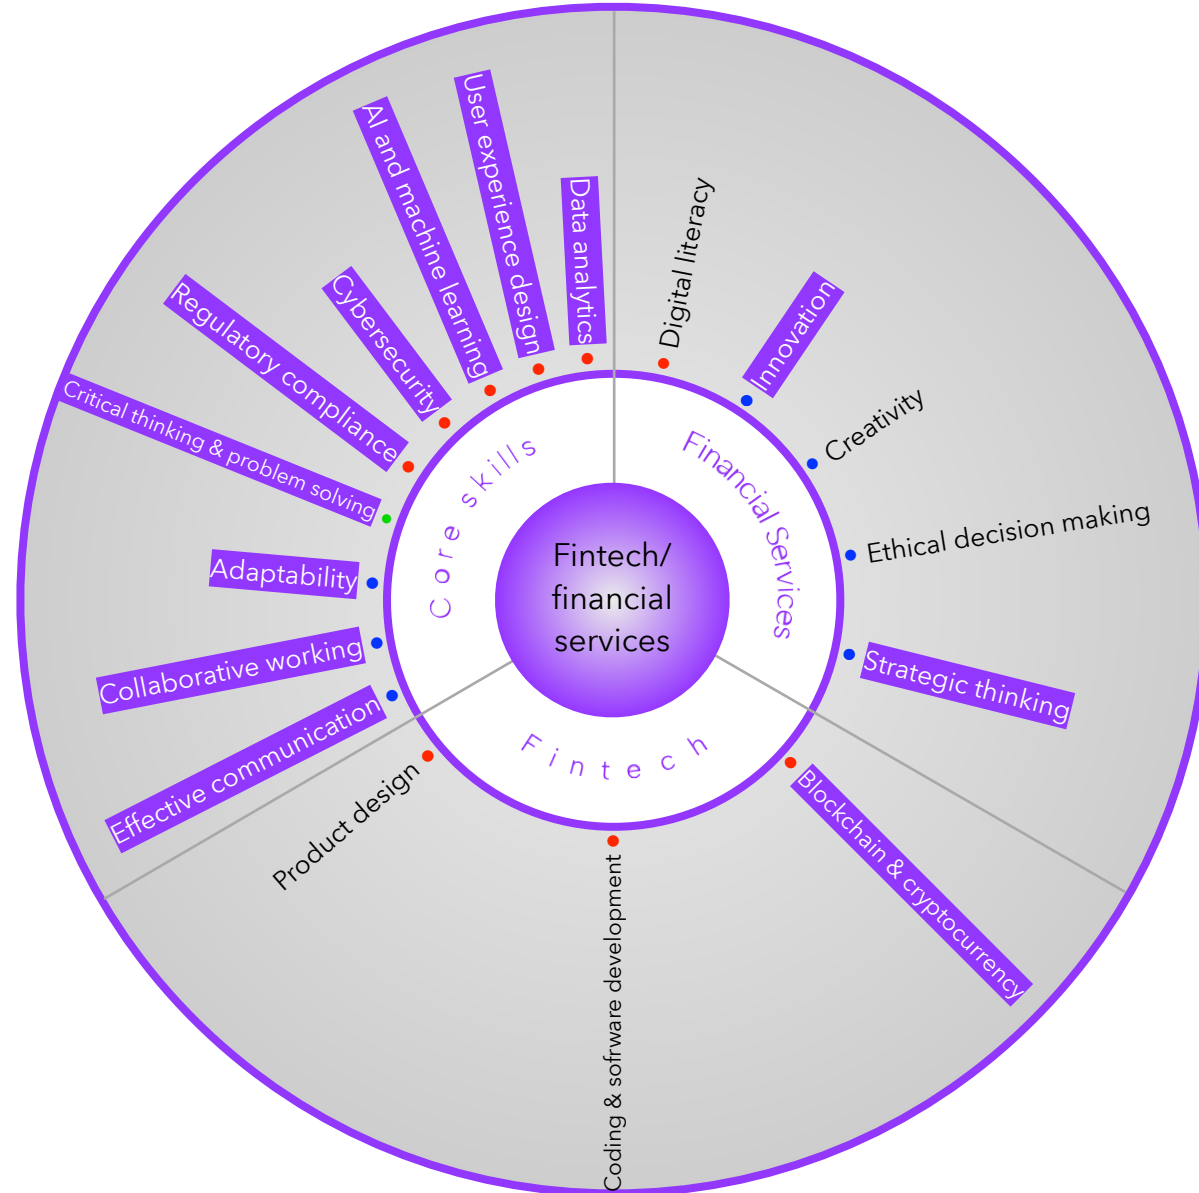 Fintech/
financial
services
Core skills
Financial Services
Fintech
Data analytics
User experience design
AI and machine learning
Cybersecurity
Regulatory compliance
Critical thinking & problem solving
Adaptability
Collaborative working
Effective communication
Digital literacy
Innovation
Creativity
Ethical decision making
Strategic thinking
Blockchain & cryptocurrency
Coding & sofrware development
Product design